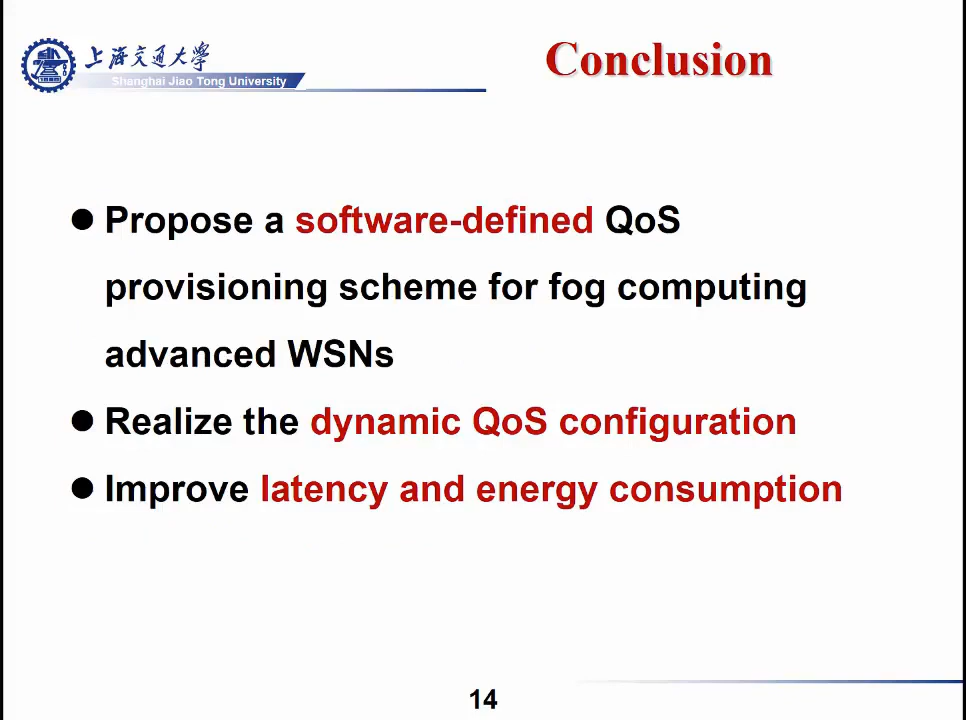 上海交通大学
Shanghai Jiao Tong University
Conclusion
● Propose a software-defined QoS
provisioning scheme for fog computing
advanced WSNs
● Realize the dynamic QoS configuration
● Improve latency and energy consumption
14